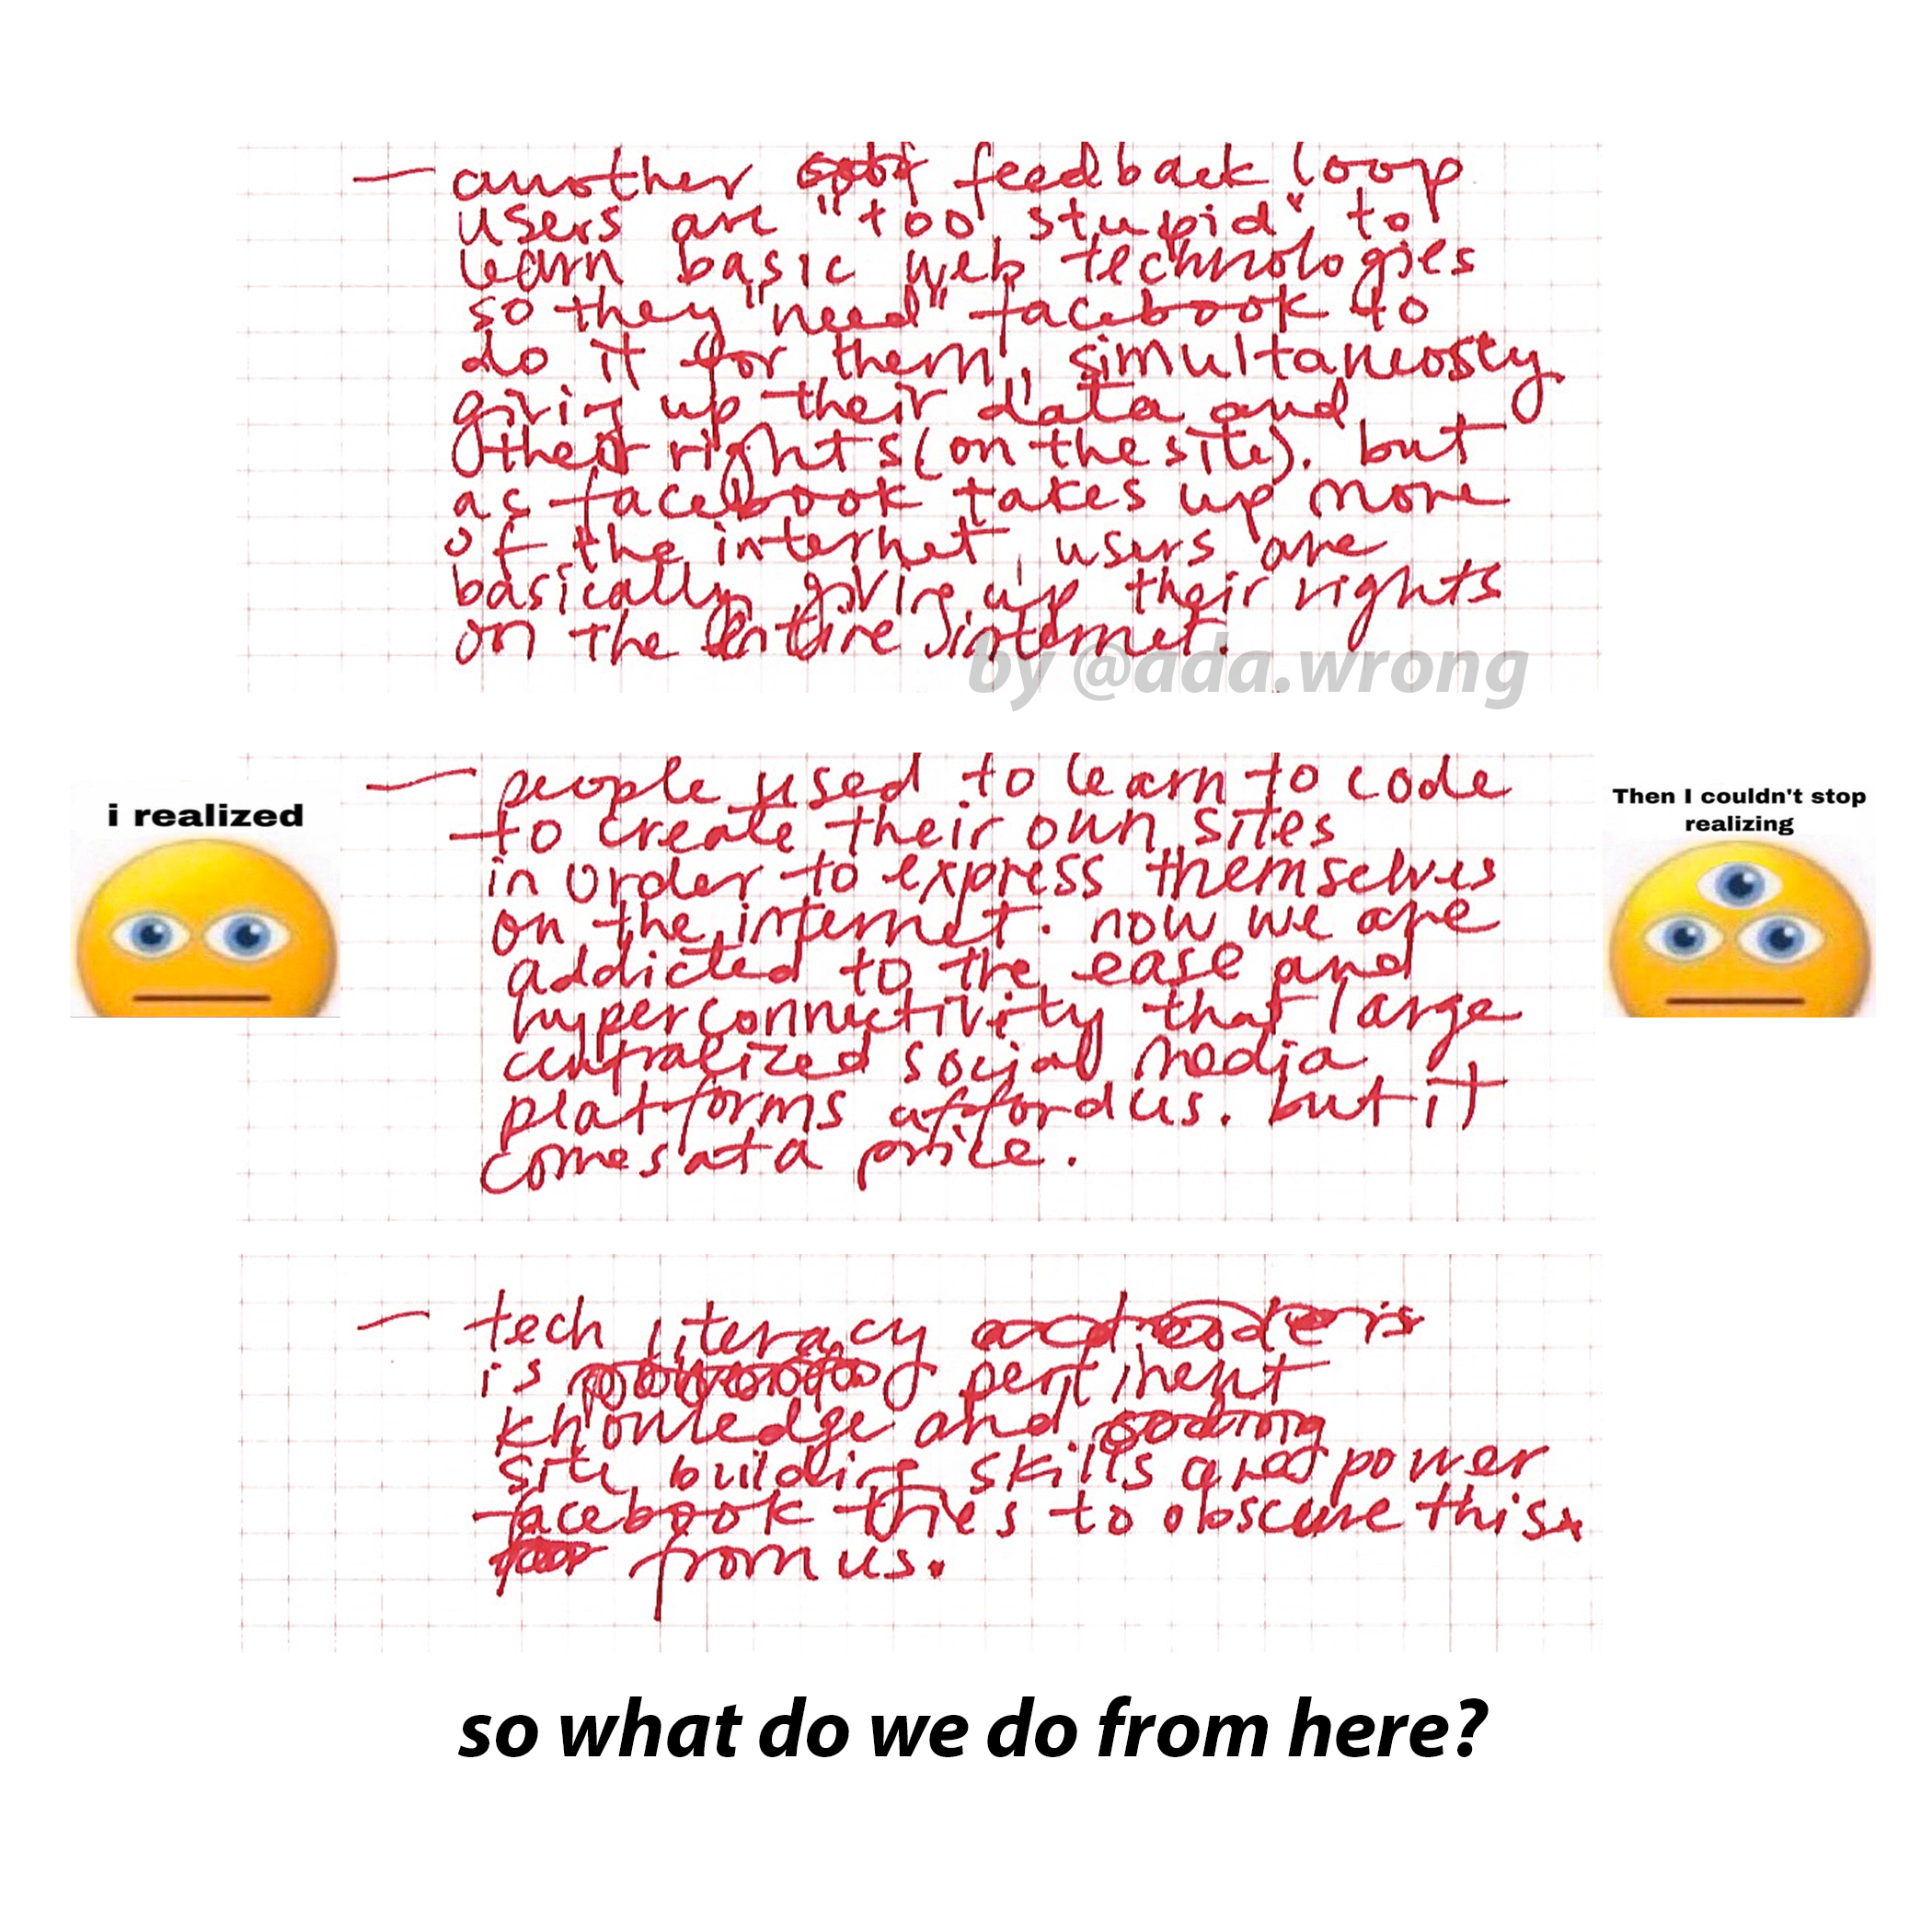 — another feedback loop
users are "too stupid" to
learn basic web technologies
so they "need" facebook to
do it for them, simultaneosly
giving up their data and
their rights (on the site). but
as facebook takes up more
of the internet, users are
basically giving up their rights
on the entire internet.
by @ada.wrong
i realized
— people used to learn to code
to create their own sites
in order to express themselves
on the internet. now we are
addicted to the ease and
hyperconnectivity that large
centralized social media
platforms afford us. but it
comes at a price.
Then I couldn't stop
realizing
— tech literacy
is pertinent
knowledge and
site building skills are power
facebook tries to obscure this
from us.
so what do we do from here?